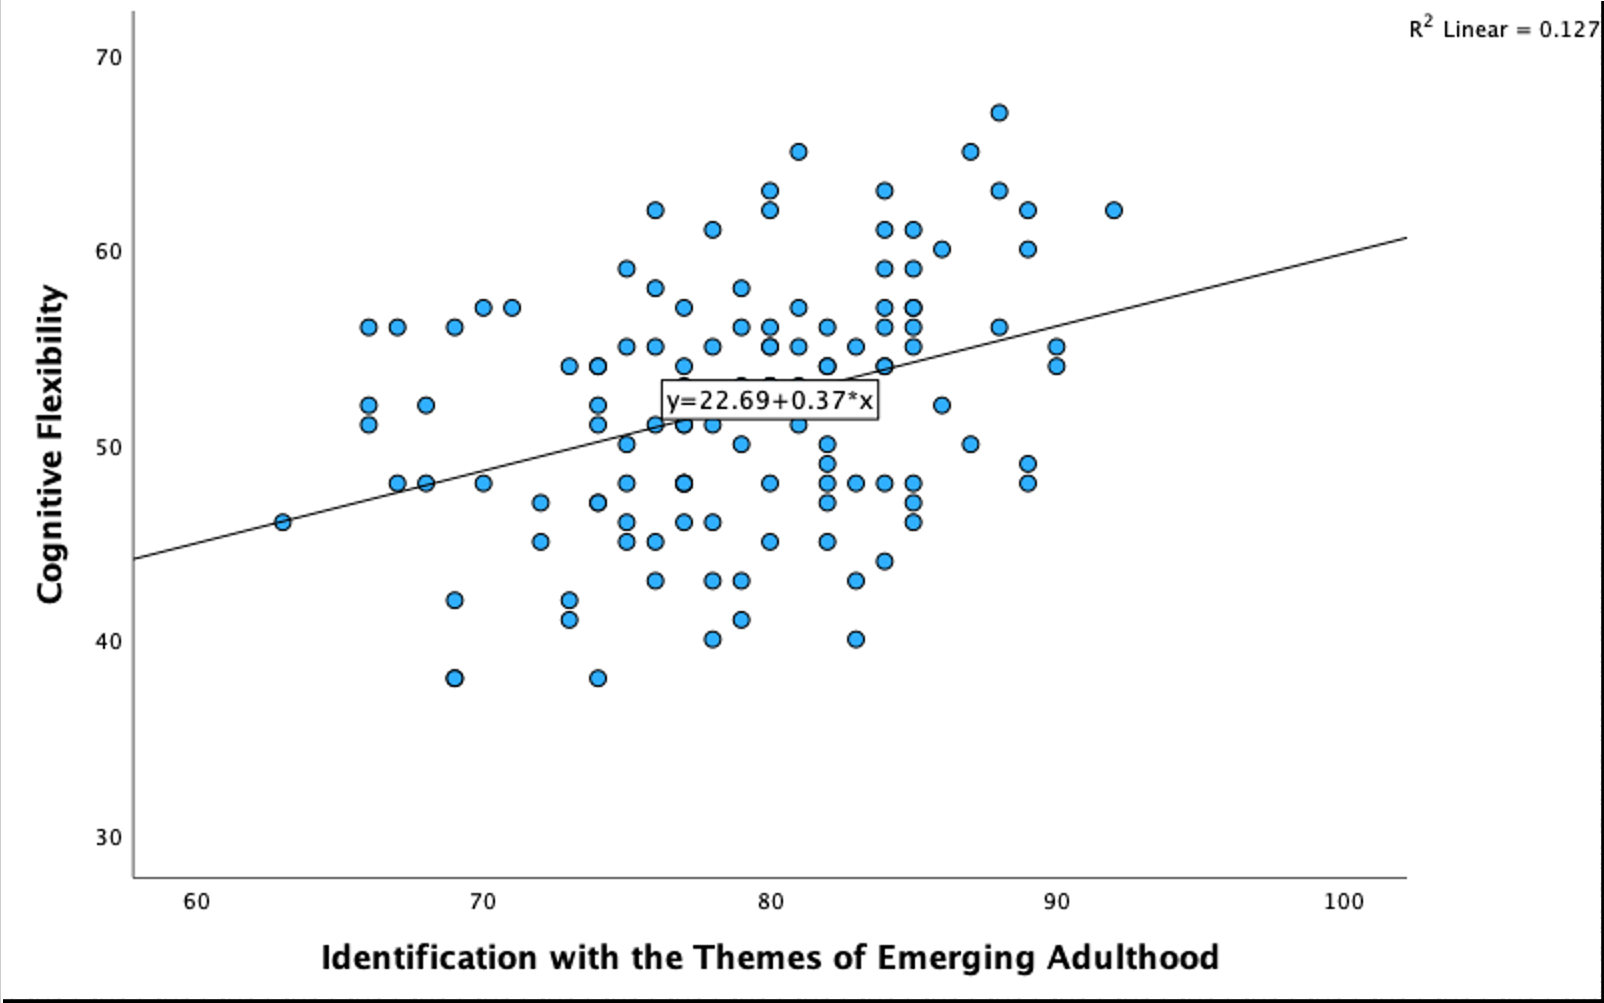 R² Linear = 0.127
70
60
50
40
30
Cognitive Flexibility
y=22.69+0.37*x
60 70 80 90 100
Identification with the Themes of Emerging Adulthood